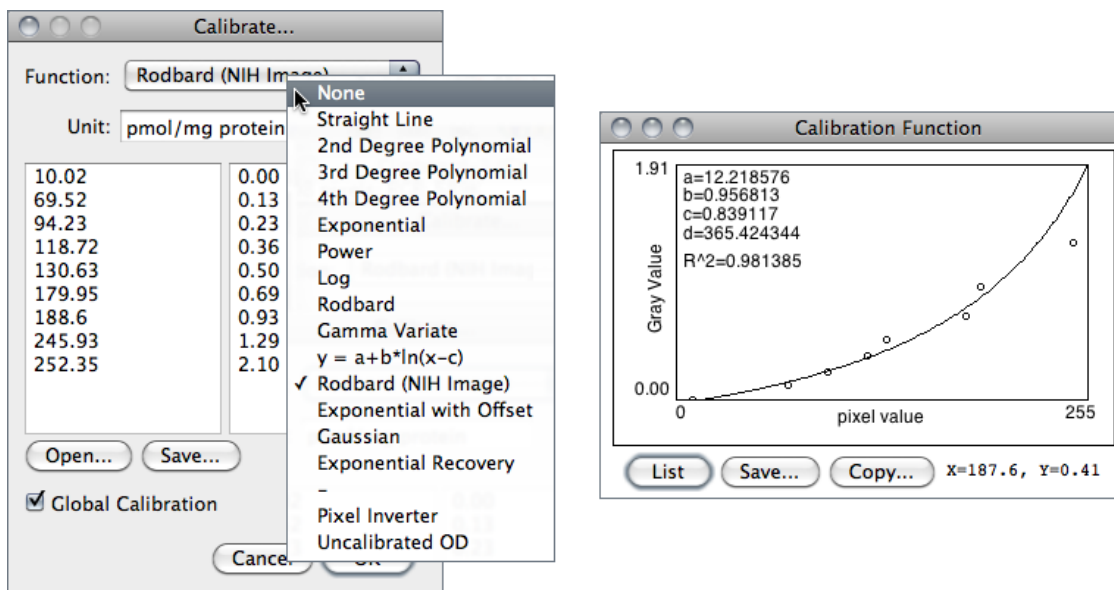 Calibrate...
Function: Rodbard (NIH Image)
Unit: pmol/mg protein
10.02
69.52
94.23
118.72
130.63
179.95
188.6
245.93
252.35
0.00
0.13
0.23
0.36
0.50
0.69
0.93
1.29
2.10
Open... Save...
Global Calibration
Cancel OK
None
Straight Line
2nd Degree Polynomial
3rd Degree Polynomial
4th Degree Polynomial
Exponential
Power
Log
Rodbard
Gamma Variate
y = a+b*ln(x-c)
✓ Rodbard (NIH Image)
Exponential with Offset
Gaussian
Exponential Recovery
–
Pixel Inverter
Uncalibrated OD
Calibration Function
1.91
a=12.218576
b=0.956813
c=0.839117
d=365.424344
R^2=0.981385
Gray Value
0.00
0 pixel value 255
List Save... Copy... X=187.6, Y=0.41